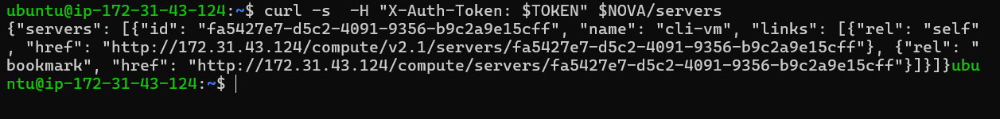 ubuntu@ip-172-31-43-124:~$ curl -s  -H "X-Auth-Token: $TOKEN" $NOVA/servers
{"servers": [{"id": "fa5427e7-d5c2-4091-9356-b9c2a9e15cff", "name": "cli-vm", "links": [{"rel": "self"
, "href": "http://172.31.43.124/compute/v2.1/servers/fa5427e7-d5c2-4091-9356-b9c2a9e15cff"}, {"rel": "
bookmark", "href": "http://172.31.43.124/compute/servers/fa5427e7-d5c2-4091-9356-b9c2a9e15cff"}]}]}ubu
ntu@ip-172-31-43-124:~$